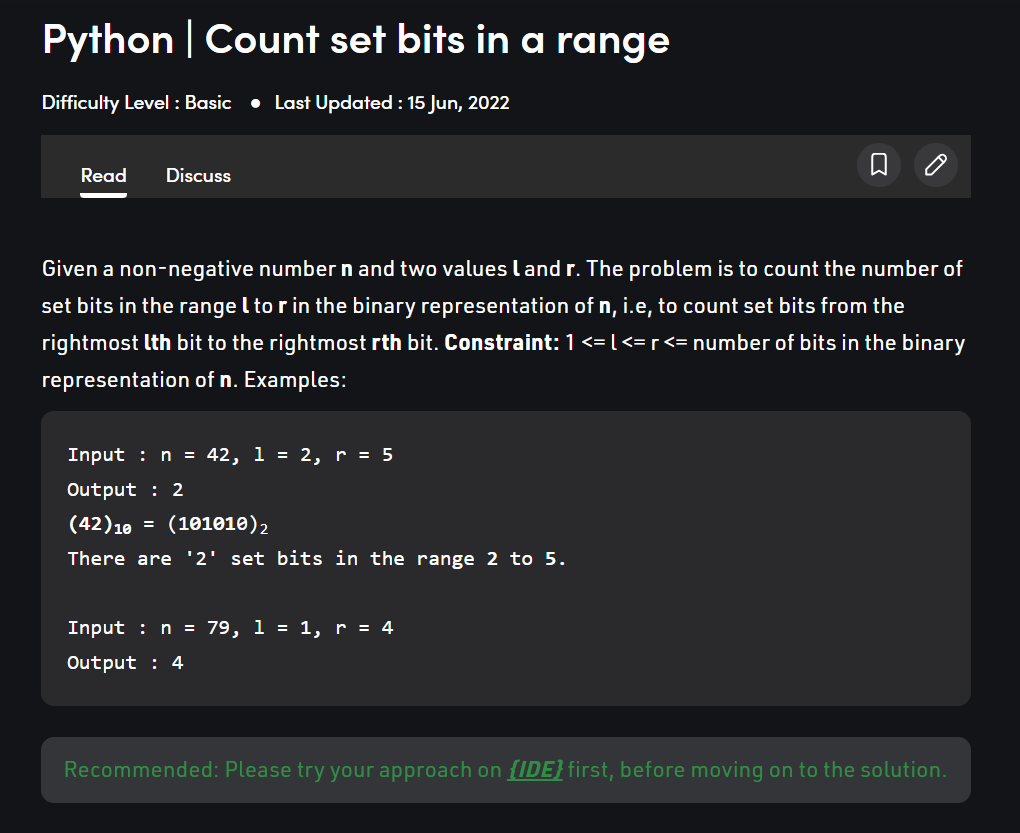 Python | Count set bits in a range
Difficulty Level : Basic ● Last Updated : 15 Jun, 2022
Read Discuss
Given a non-negative number n and two values l and r. The problem is to count the number of
set bits in the range l to r in the binary representation of n, i.e, to count set bits from the
rightmost lth bit to the rightmost rth bit. Constraint: 1 <= l <= r <= number of bits in the binary
representation of n. Examples:
Input : n = 42, l = 2, r = 5
Output : 2
(42)₁₀ = (101010)₂
There are '2' set bits in the range 2 to 5.
Input : n = 79, l = 1, r = 4
Output : 4
Recommended: Please try your approach on {IDE} first, before moving on to the solution.